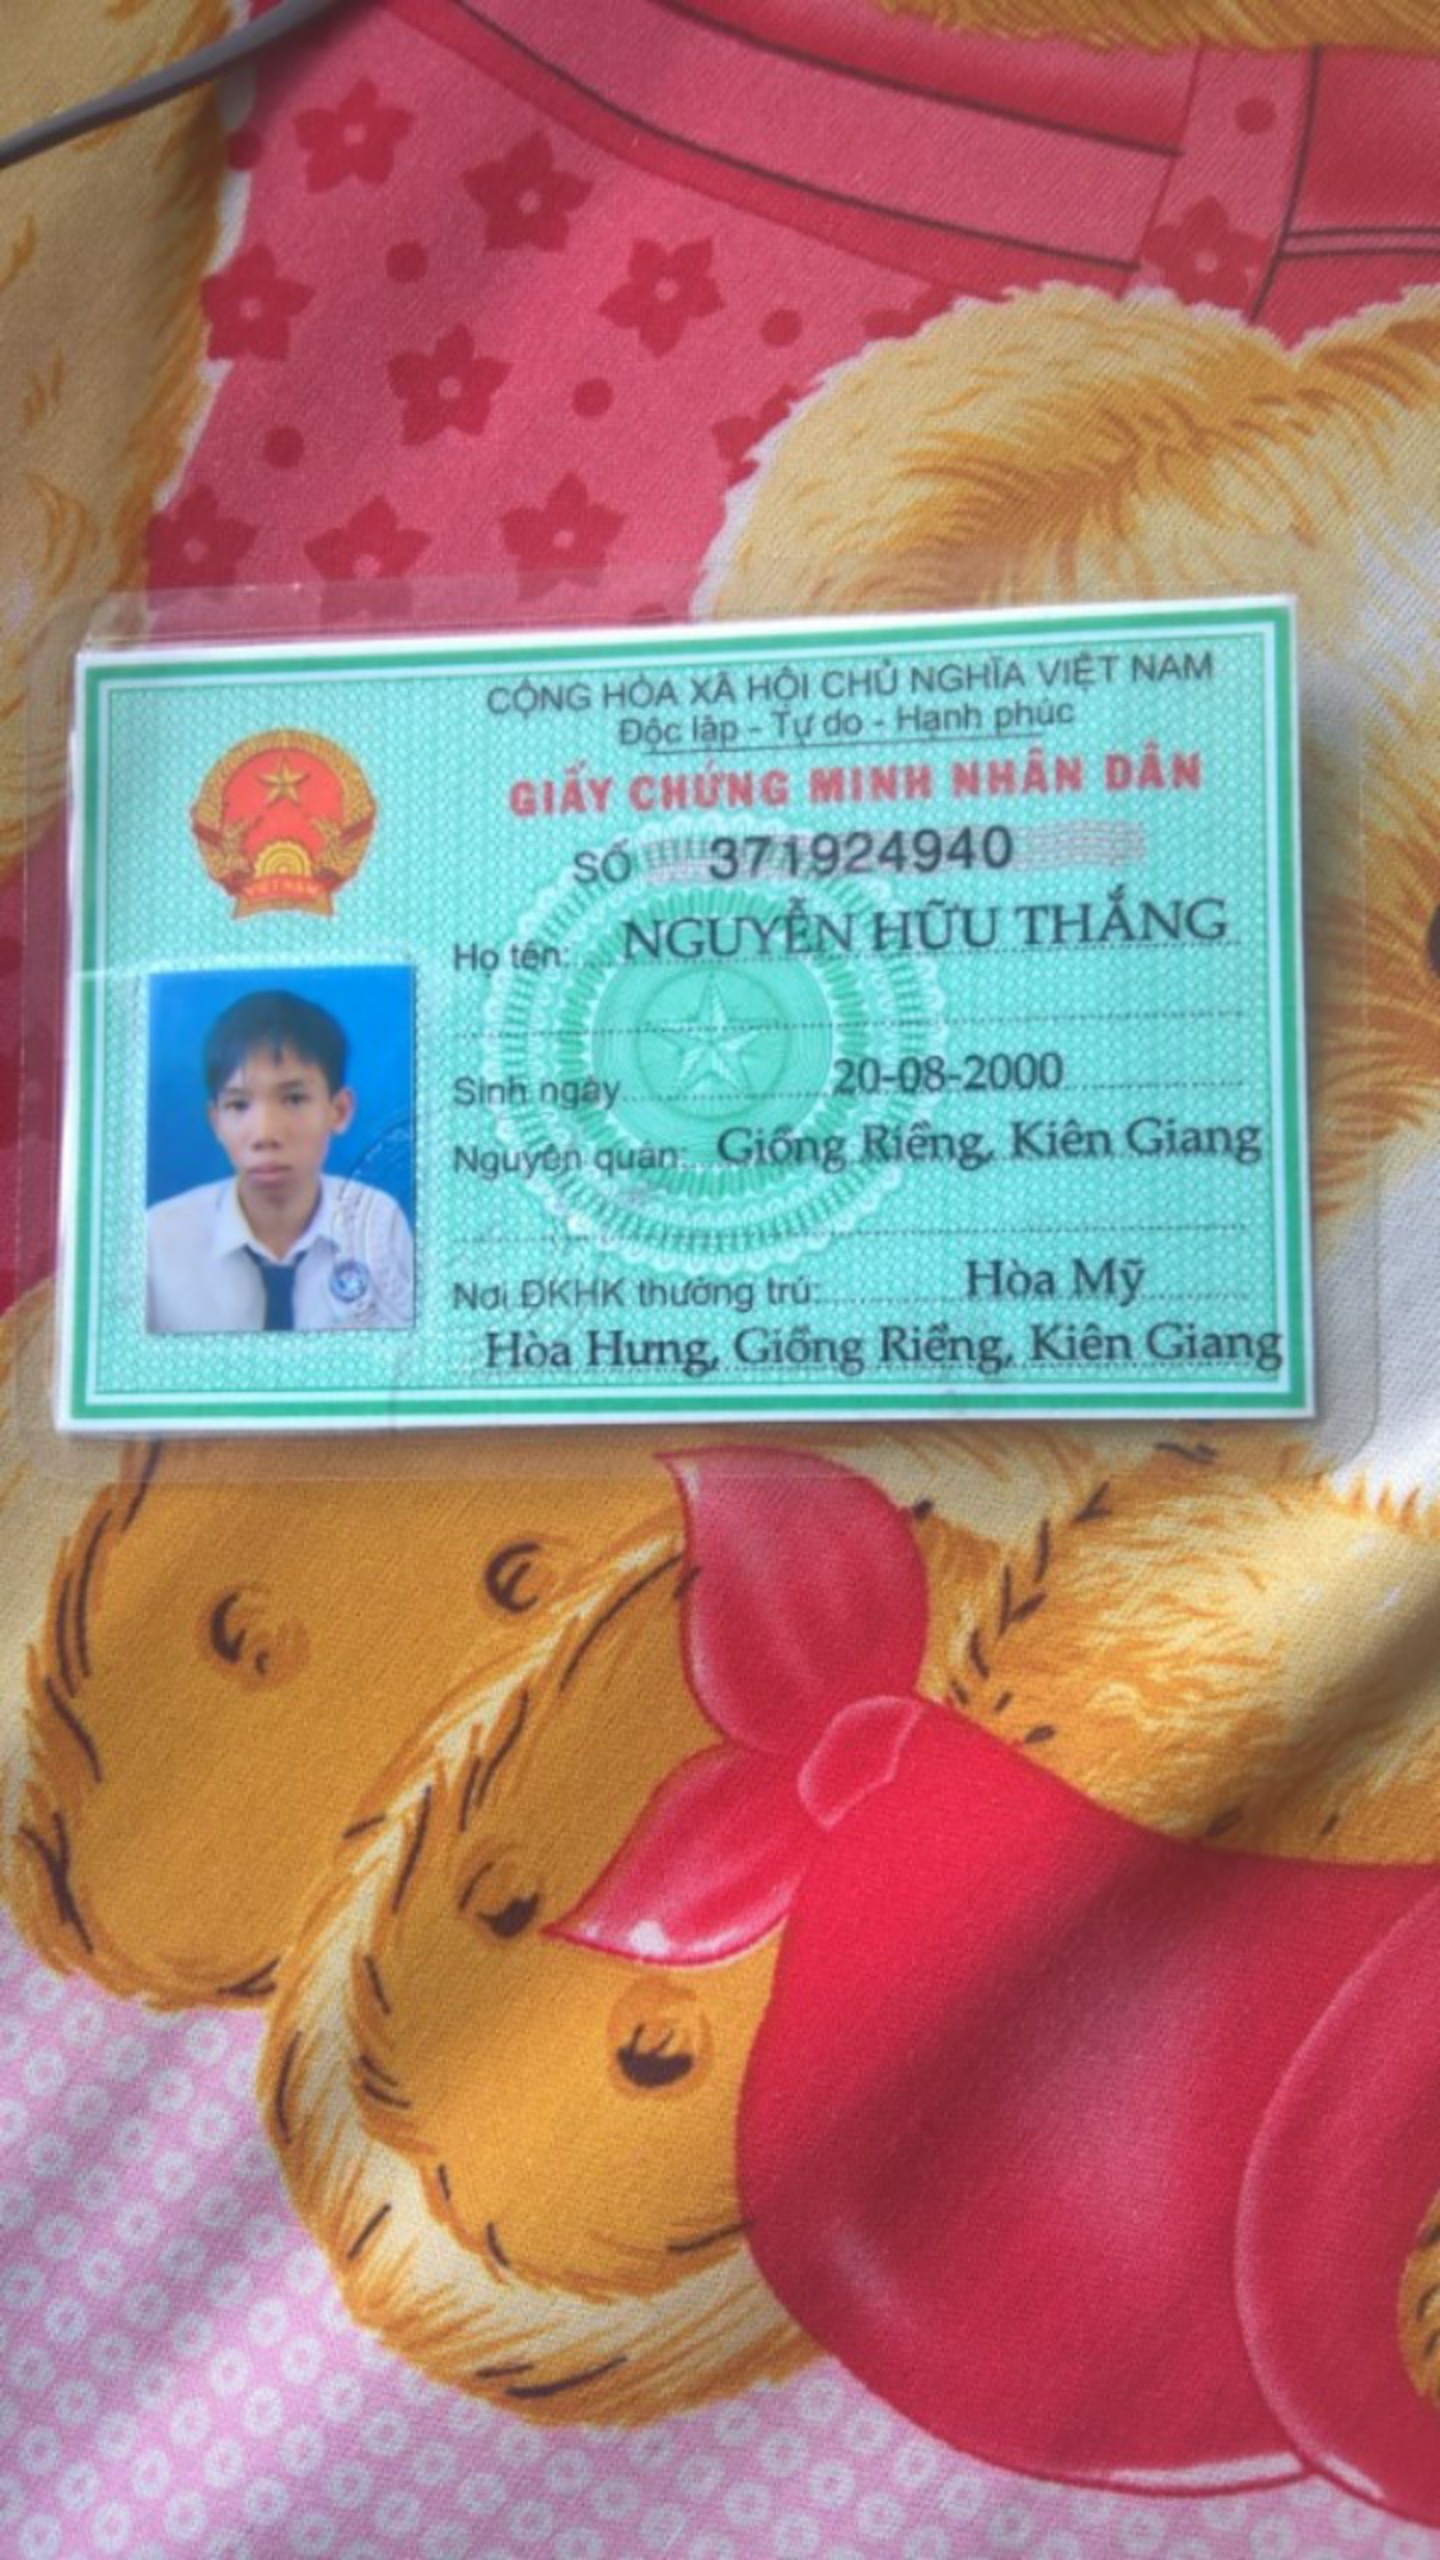 CỘNG HÒA XÃ HỘI CHỦ NGHĨA VIỆT NAM
Độc lập - Tự do - Hạnh phúc
GIẤY CHỨNG MINH NHÂN DÂN
SỐ 371924940
Họ tên: NGUYỄN HỮU THẮNG
Sinh ngày 20-08-2000
Nguyên quán: Giồng Riềng, Kiên Giang
Nơi ĐKHK thường trú: Hòa Mỹ
Hòa Hưng, Giồng Riềng, Kiên Giang
VIỆT NAM